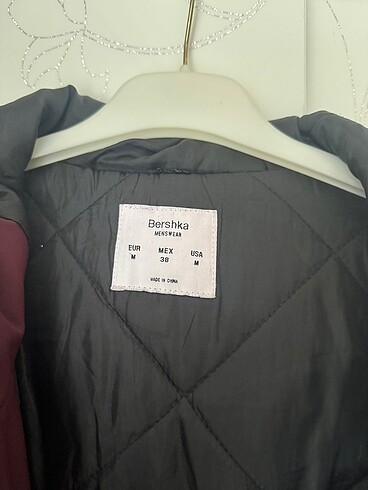 Bershka
MENSWEAR
EUR MEX USA
M 38 M
MADE IN CHINA